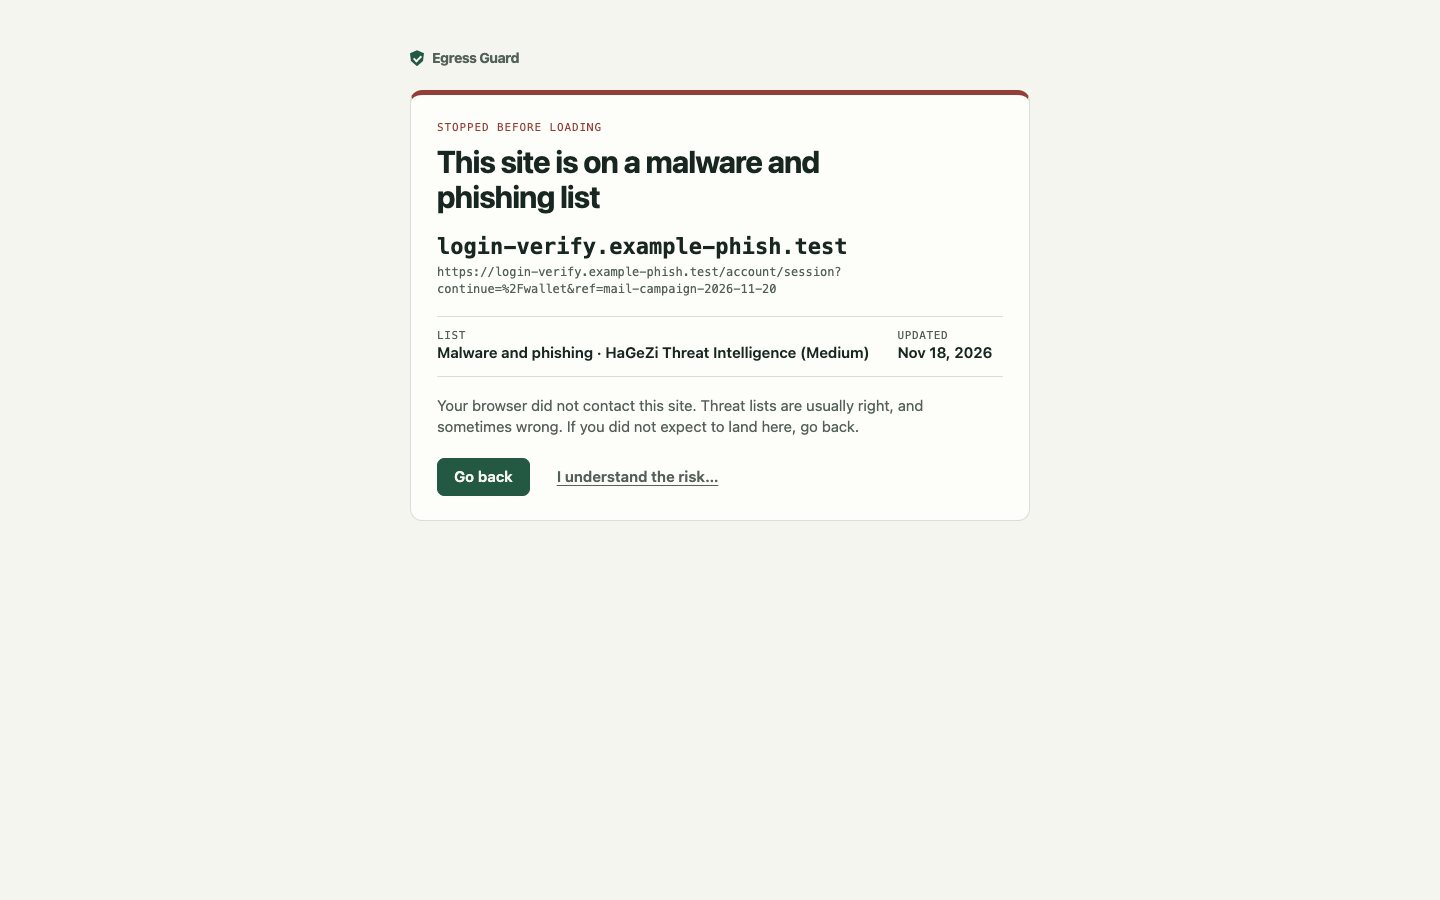 Egress Guard
STOPPED BEFORE LOADING
This site is on a malware and
phishing list
login-verify.example-phish.test
https://login-verify.example-phish.test/account/session?
continue=%2Fwallet&ref=mail-campaign-2026-11-20
LIST
Malware and phishing · HaGeZi Threat Intelligence (Medium)
UPDATED
Nov 18, 2026
Your browser did not contact this site. Threat lists are usually right, and
sometimes wrong. If you did not expect to land here, go back.
Go back
I understand the risk...